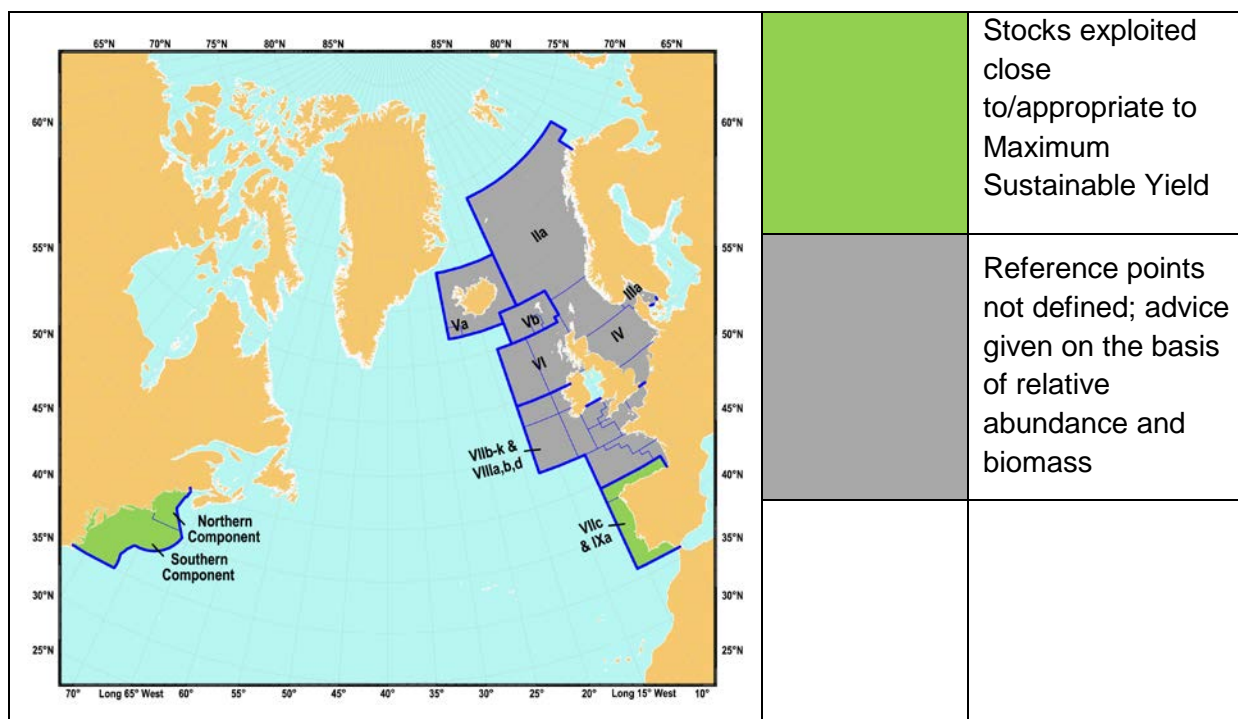 65°N 70°N 75°N 80°N 85°N 85°N 80°N 75°N 70°N 65°N
60°N 60°N
55°N 55°N
50°N 50°N
45°N 45°N
40°N 40°N
35°N 35°N
30°N 30°N
25°N 25°N
IIa
IIIa
Va
Vb
IV
VI
VIIb-k &
VIIIa,b,d
VIIc
& IXa
Northern
Component
Southern
Component
70° Long 65° West 60° 55° 50° 45° 40° 35° 30° 25° 20° Long 15° West 10°
Stocks exploited
close
to/appropriate to
Maximum
Sustainable Yield
Reference points
not defined; advice
given on the basis
of relative
abundance and
biomass